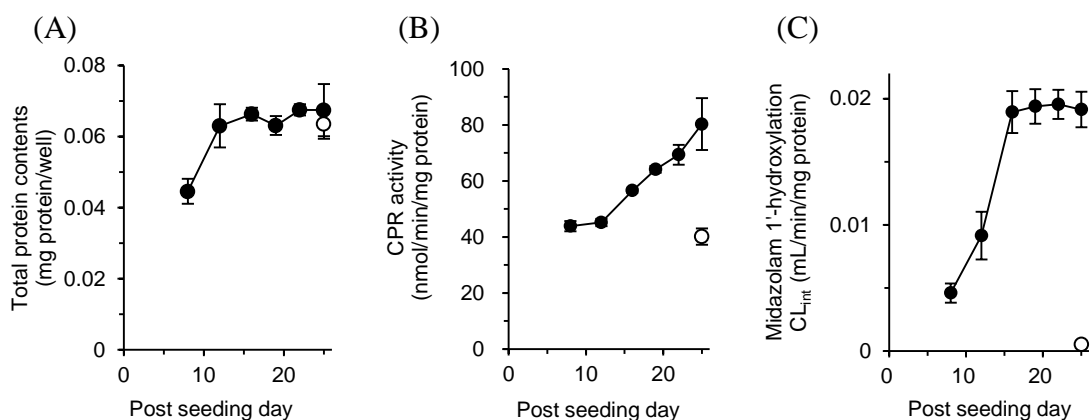 (A)
Total protein contents
(mg protein/well)
0.08
0.06
0.04
0.02
0
0
10
20
Post seeding day
(B)
CPR activity
(nmol/min/mg protein)
100
80
60
40
20
0
0
10
20
Post seeding day
(C)
Midazolam 1'-hydroxylation
CLint (mL/min/mg protein)
0.02
0.01
0
0
10
20
Post seeding day